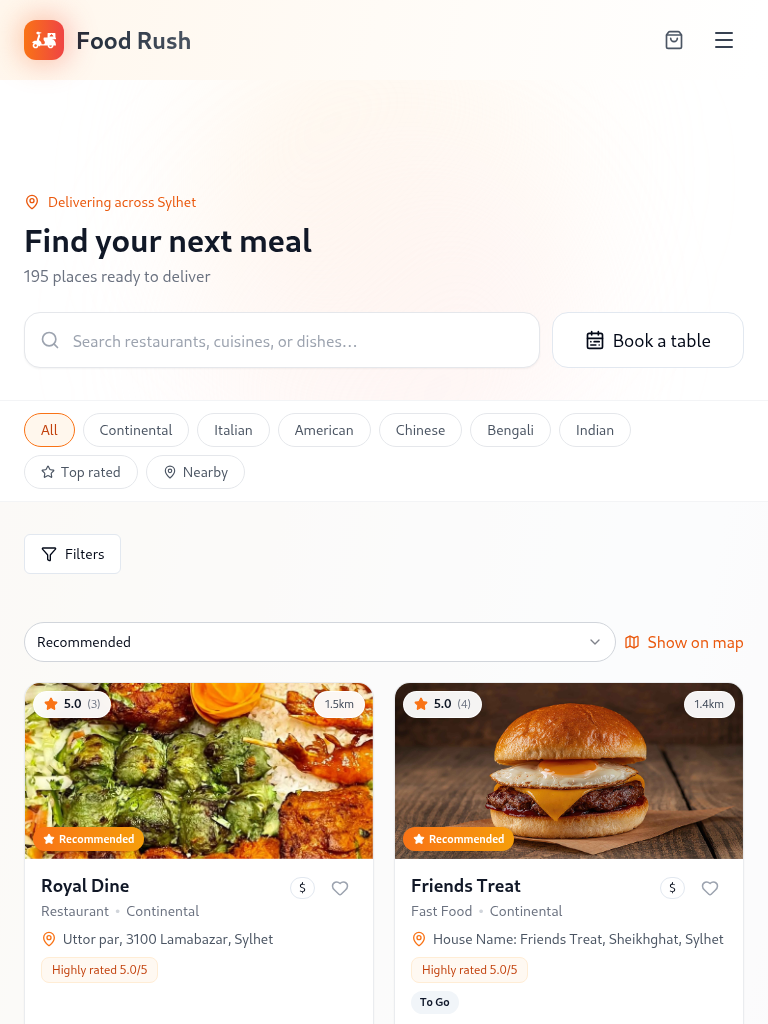 Food Rush
Delivering across Sylhet
Find your next meal
195 places ready to deliver
Search restaurants, cuisines, or dishes...
Book a table
All
Continental
Italian
American
Chinese
Bengali
Indian
Top rated
Nearby
Filters
Recommended
Show on map
5.0 (3)
1.5km
Recommended
Royal Dine
$
Restaurant • Continental
Uttor par, 3100 Lamabazar, Sylhet
Highly rated 5.0/5
5.0 (4)
1.4km
Recommended
Friends Treat
$
Fast Food • Continental
House Name: Friends Treat, Sheikhghat, Sylhet
Highly rated 5.0/5
To Go